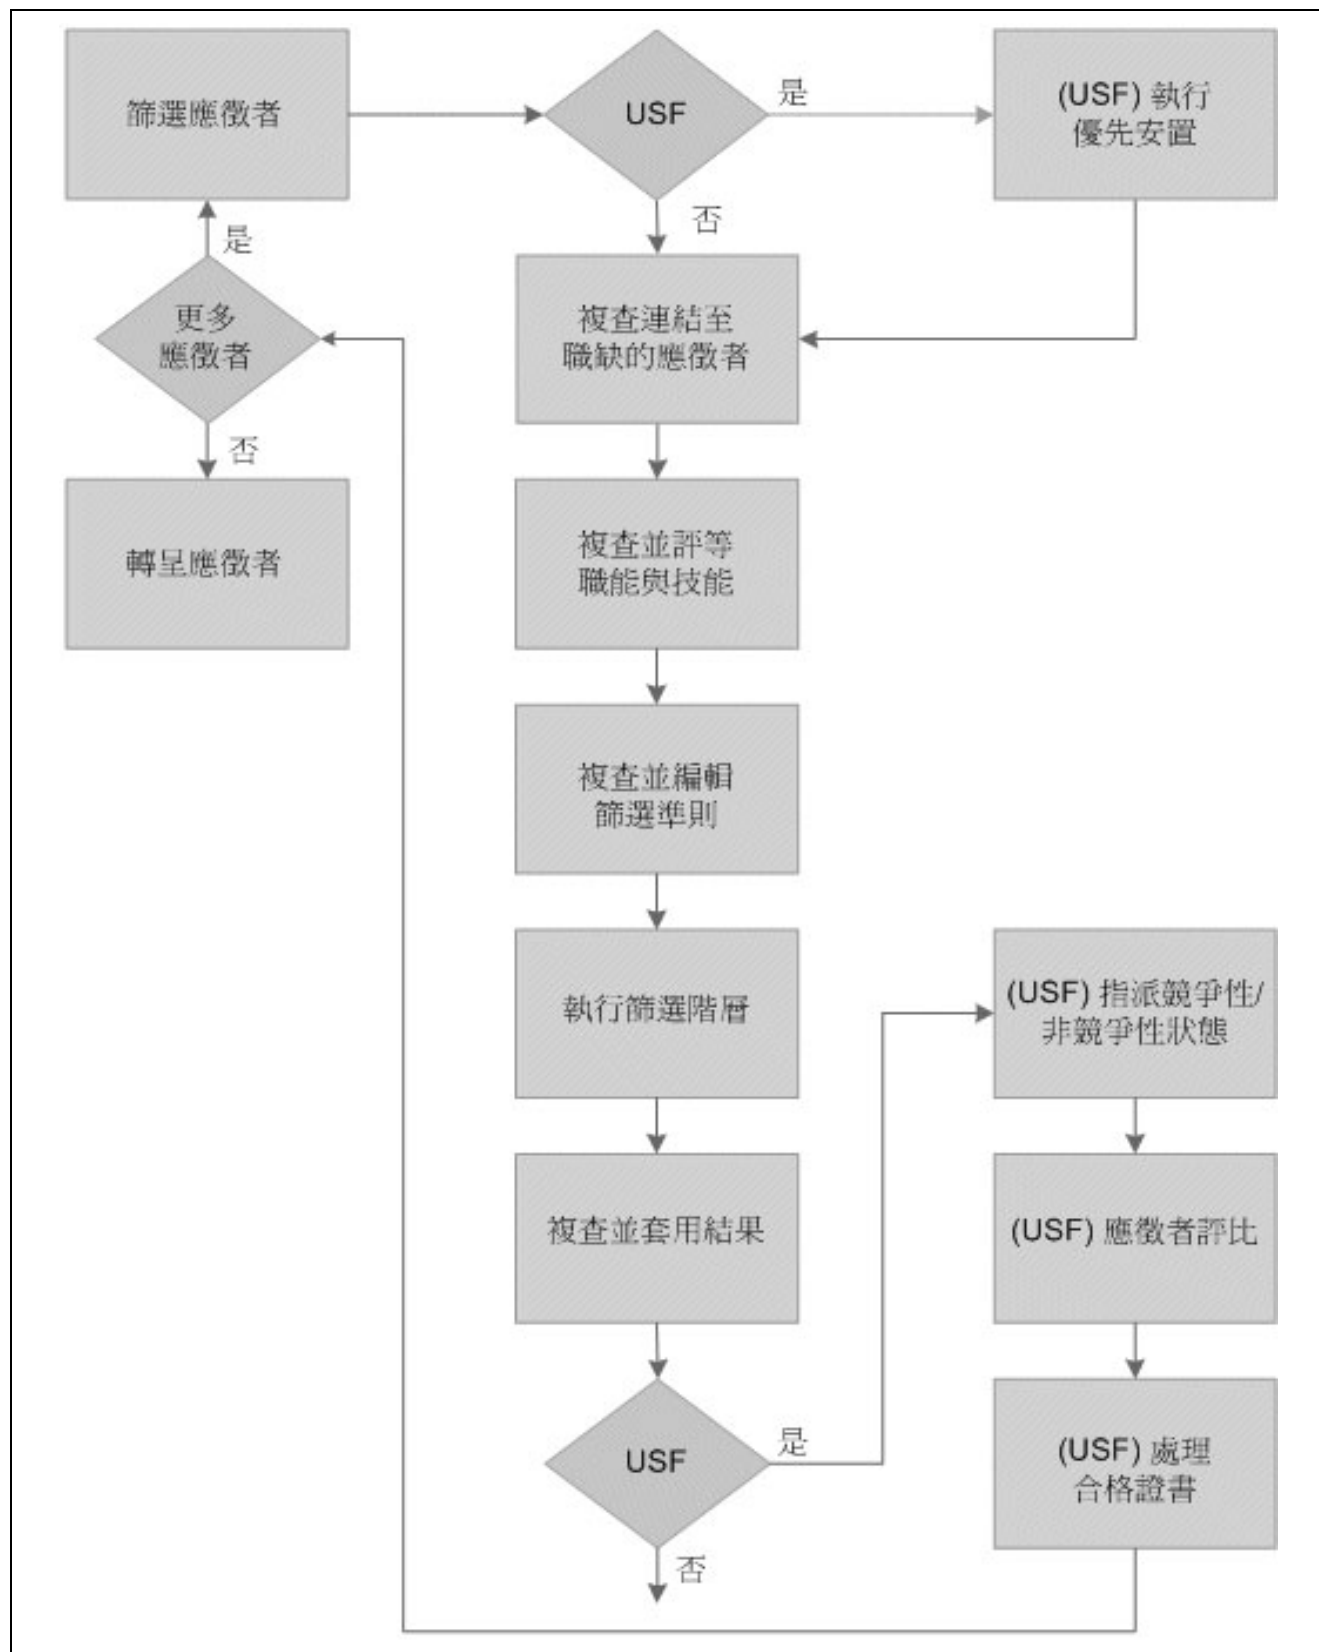 篩選應徵者
USF
是
(USF) 執行
優先安置
否
是
更多
應徵者
複查連結至
職缺的應徵者
否
轉呈應徵者
複查並評等
職能與技能
複查並編輯
篩選準則
執行篩選階層
(USF) 指派競爭性/
非競爭性狀態
複查並套用結果
(USF) 應徵者評比
USF
是
(USF) 處理
合格證書
否